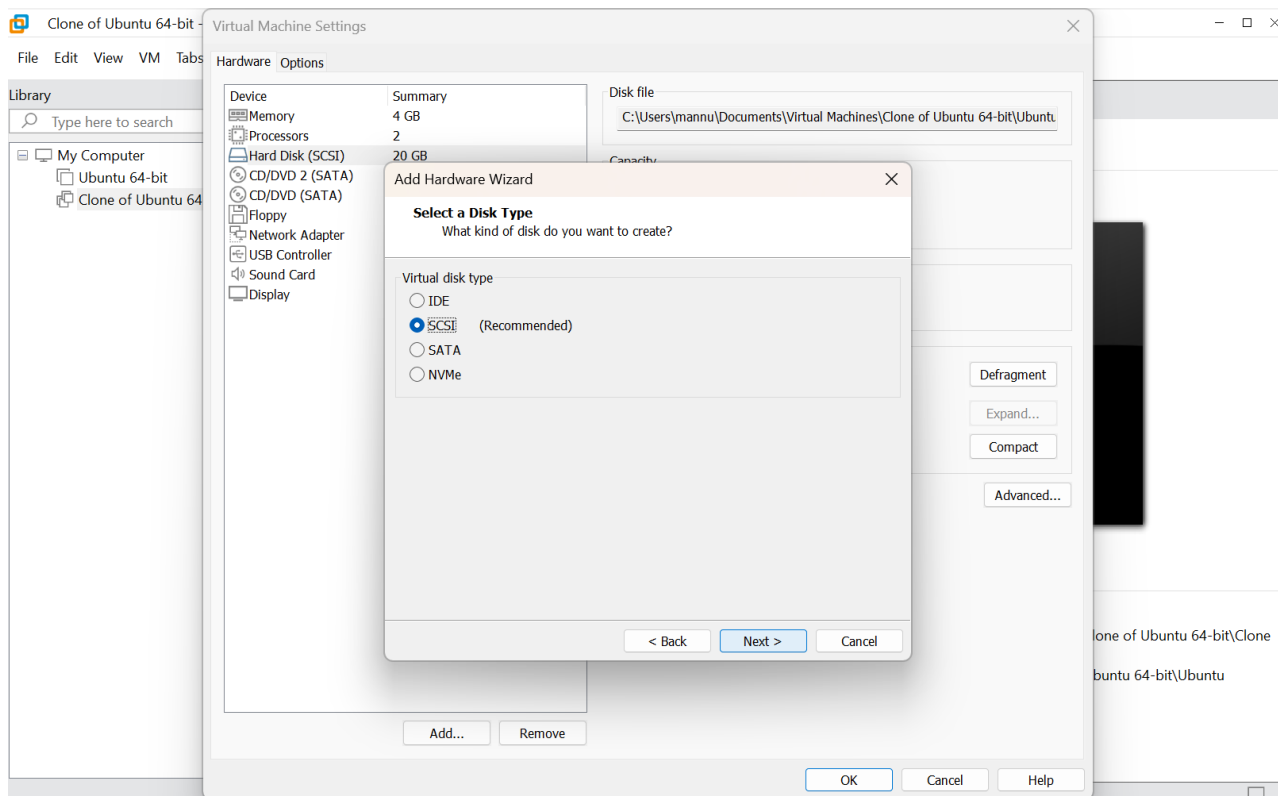 Clone of Ubuntu 64-bit -
Virtual Machine Settings
File Edit View VM Tabs
Hardware Options
Library
Type here to search
My Computer
Ubuntu 64-bit
Clone of Ubuntu 64
Device Summary
Memory 4 GB
Processors 2
Hard Disk (SCSI) 20 GB
CD/DVD 2 (SATA)
CD/DVD (SATA)
Floppy
Network Adapter
USB Controller
Sound Card
Display
Disk file
C:\Users\mannu\Documents\Virtual Machines\Clone of Ubuntu 64-bit\Ubuntu
Capacity
Add Hardware Wizard
Select a Disk Type
What kind of disk do you want to create?
Virtual disk type
IDE
SCSI (Recommended)
SATA
NVMe
< Back Next > Cancel
Defragment
Expand...
Compact
Advanced...
lone of Ubuntu 64-bit\Clone
buntu 64-bit\Ubuntu
Add... Remove
OK Cancel Help